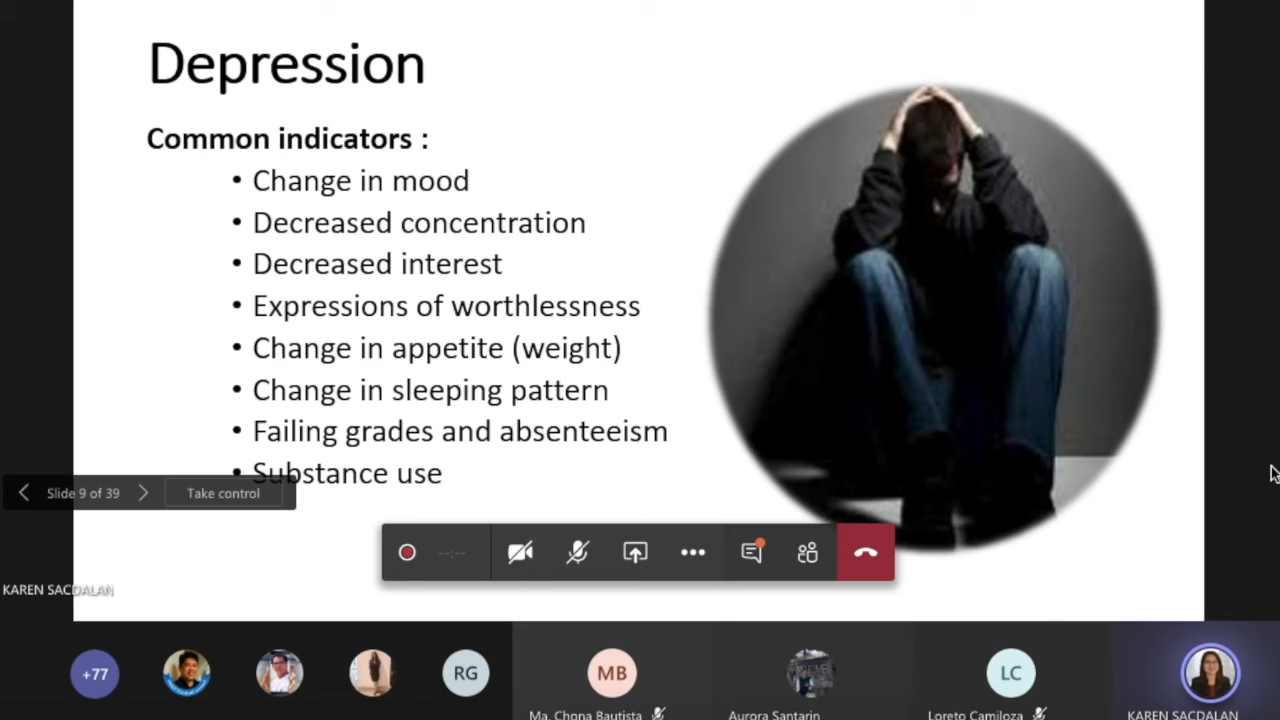 Depression
Common indicators :
• Change in mood
• Decreased concentration
• Decreased interest
• Expressions of worthlessness
• Change in appetite (weight)
• Change in sleeping pattern
• Failing grades and absenteeism
• Substance use
Slide 9 of 39
Take control
--:--
KAREN SACDALAN
+77
RG
MB
LC
Ma. Chona Bautista
Aurora Santarin
Loreto Camiloza
KAREN SACDALAN